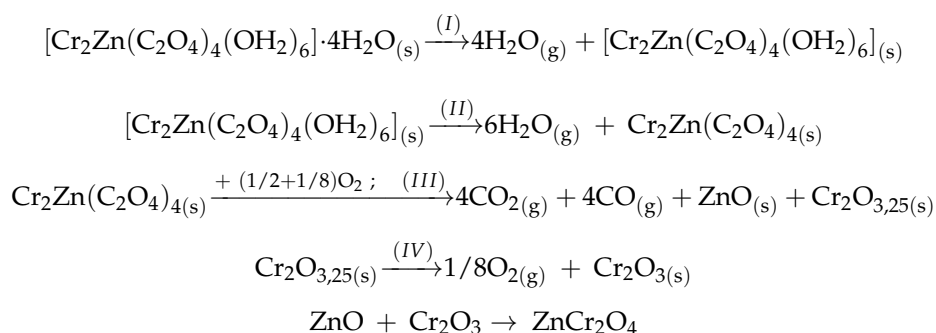 [Cr₂Zn(C₂O₄)₄(OH₂)₆]·4H₂O₍ₛ₎ —(I)→ 4H₂O(g) + [Cr₂Zn(C₂O₄)₄(OH₂)₆]₍ₛ₎
[Cr₂Zn(C₂O₄)₄(OH₂)₆]₍ₛ₎ —(II)→ 6H₂O(g) + Cr₂Zn(C₂O₄)₄₍ₛ₎
Cr₂Zn(C₂O₄)₄₍ₛ₎ —+ (1/2+1/8)O₂ ; (III)→ 4CO₂(g) + 4CO(g) + ZnO₍ₛ₎ + Cr₂O₃,₂₅₍ₛ₎
Cr₂O₃,₂₅₍ₛ₎ —(IV)→ 1/8O₂(g) + Cr₂O₃₍ₛ₎
ZnO + Cr₂O₃ → ZnCr₂O₄